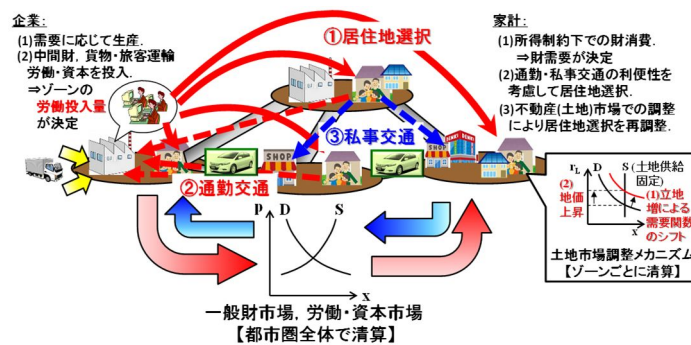 企業:
(1)需要に応じて生産.
(2)中間財, 貨物・旅客運輸
労働・資本を投入.
⇒ゾーンの
労働投入量
が決定
①居住地選択
家計:
(1)所得制約下での財消費.
⇒財需要が決定
(2)通勤・私事交通の利便性を
考慮して居住地選択.
(3)不動産(土地)市場での調整
により居住地選択を再調整.
③私事交通
SHOP
SHOP
②通勤交通
p D S
x
一般財市場, 労働・資本市場
【都市圏全体で清算】
r_L D S(土地供給
固定)
(2)
地価
上昇
(1)立地
増による
需要関数
のシフト
x
土地市場調整メカニズム
【ゾーンごとに清算】